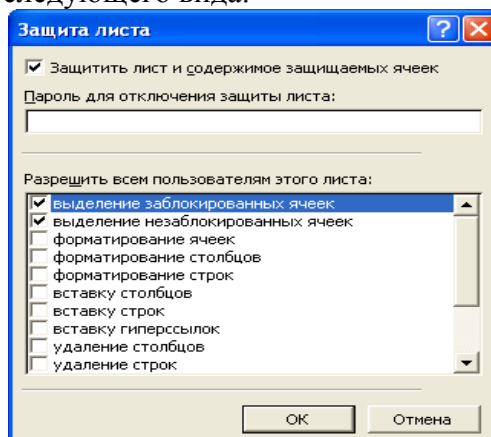 следующего вида:
Защита листа
Защитить лист и содержимое защищаемых ячеек
Пароль для отключения защиты листа:
Разрешить всем пользователям этого листа:
выделение заблокированных ячеек
выделение незаблокированных ячеек
форматирование ячеек
форматирование столбцов
форматирование строк
вставку столбцов
вставку строк
вставку гиперссылок
удаление столбцов
удаление строк
ОК Отмена